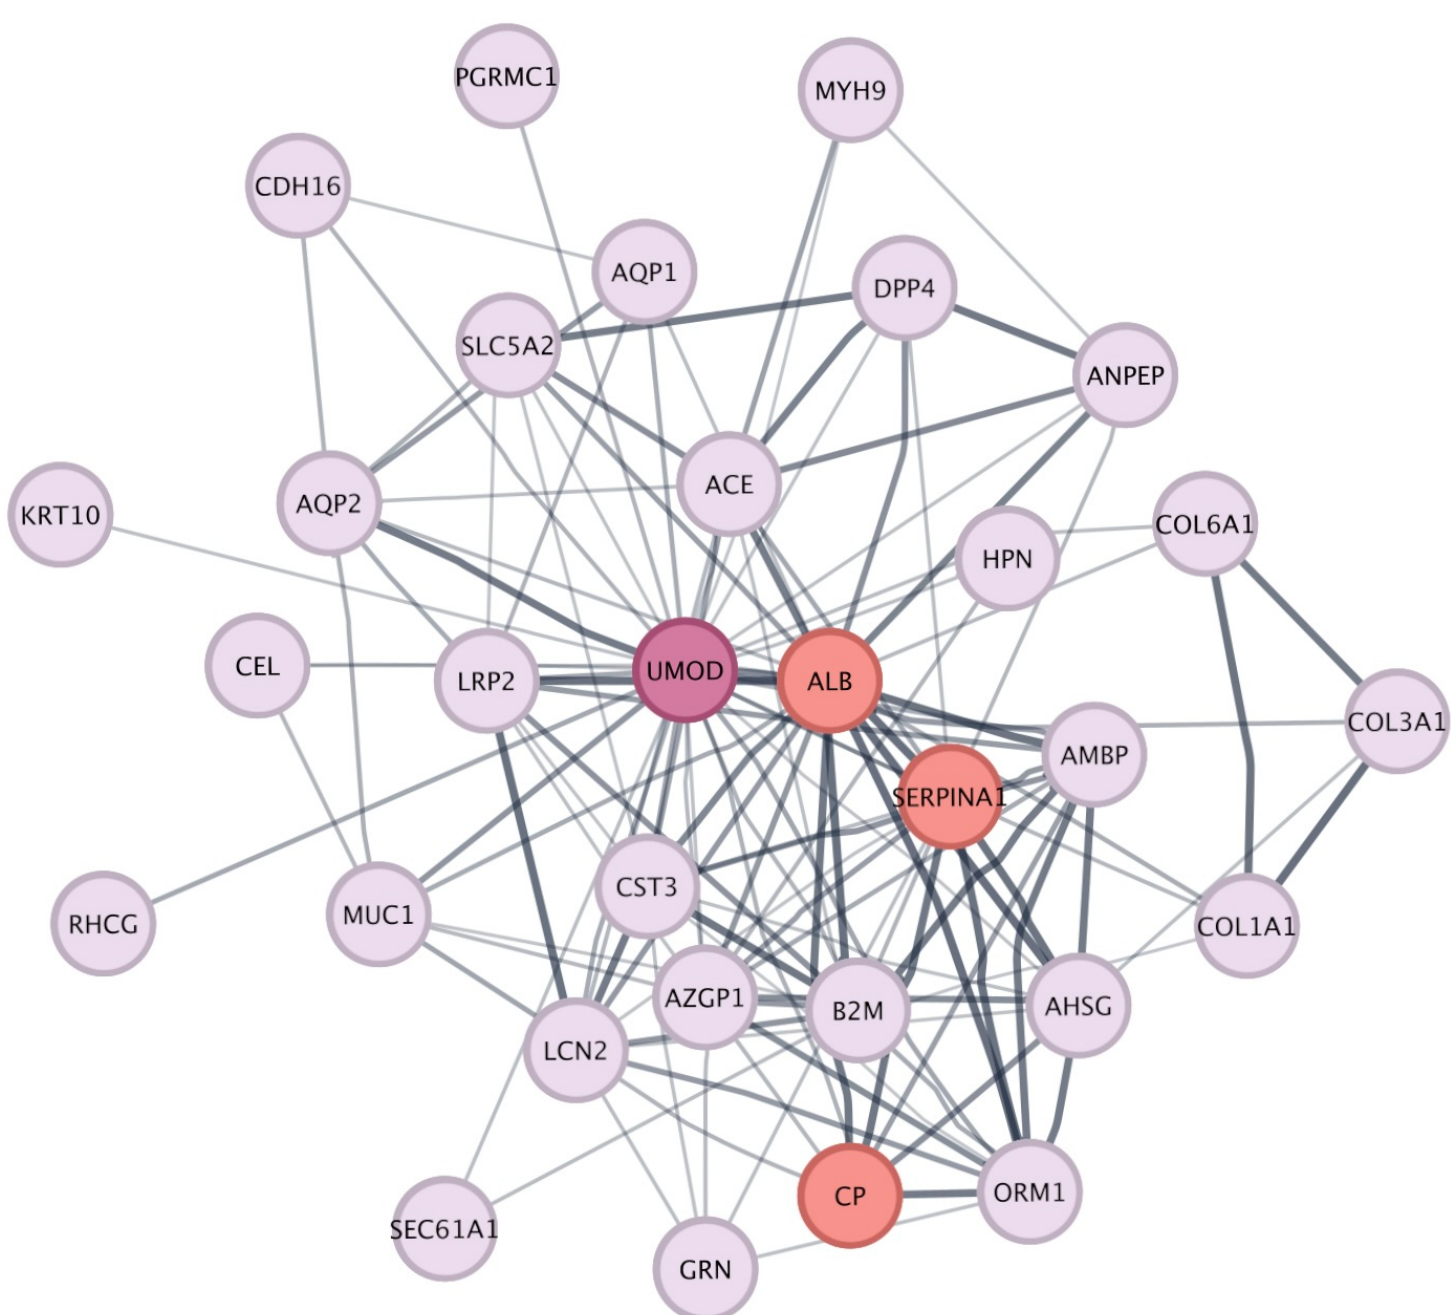 PGRMC1
MYH9
CDH16
AQP1
DPP4
SLC5A2
ANPEP
ACE
AQP2
KRT10
COL6A1
HPN
CEL
LRP2
UMOD
ALB
COL3A1
AMBP
SERPINA1
CST3
MUC1
RHCG
COL1A1
AZGP1
B2M
AHSG
LCN2
CP
ORM1
SEC61A1
GRN